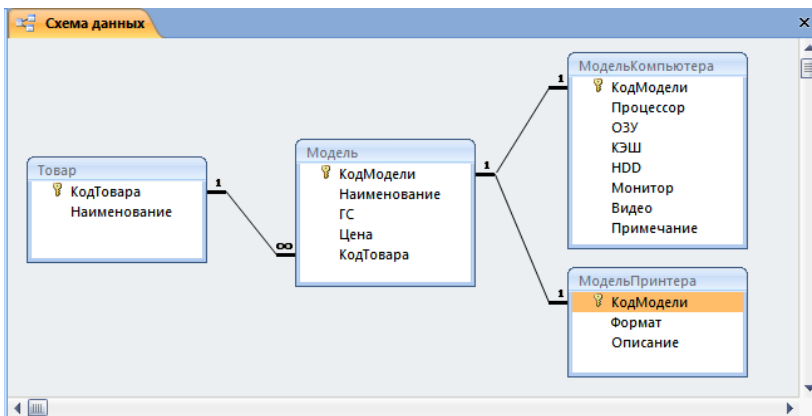 Схема данных
Товар
КодТовара
Наименование
1
∞
Модель
КодМодели
Наименование
ГС
Цена
КодТовара
1
1
МодельКомпьютера
КодМодели
Процессор
ОЗУ
КЭШ
HDD
Монитор
Видео
Примечание
1
МодельПринтера
КодМодели
Формат
Описание